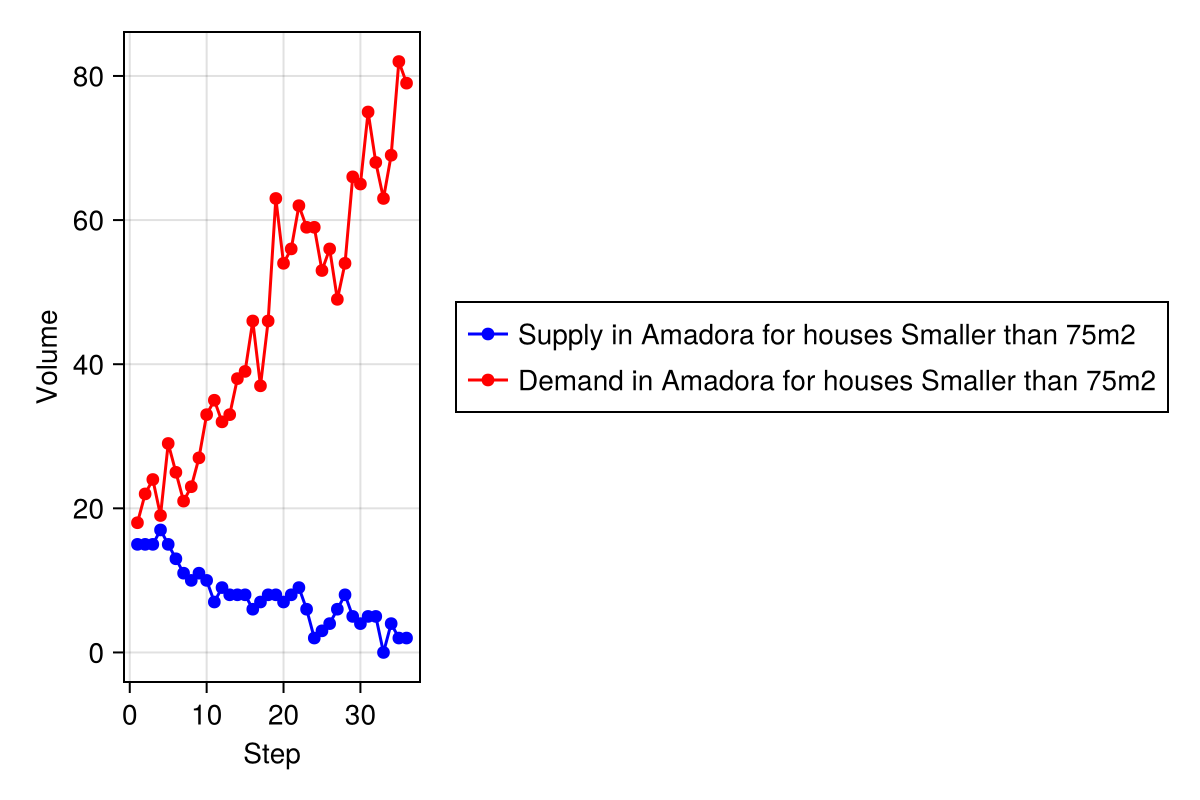 80
60
40
20
0
Volume
0 10 20 30
Step
Supply in Amadora for houses Smaller than 75m2
Demand in Amadora for houses Smaller than 75m2